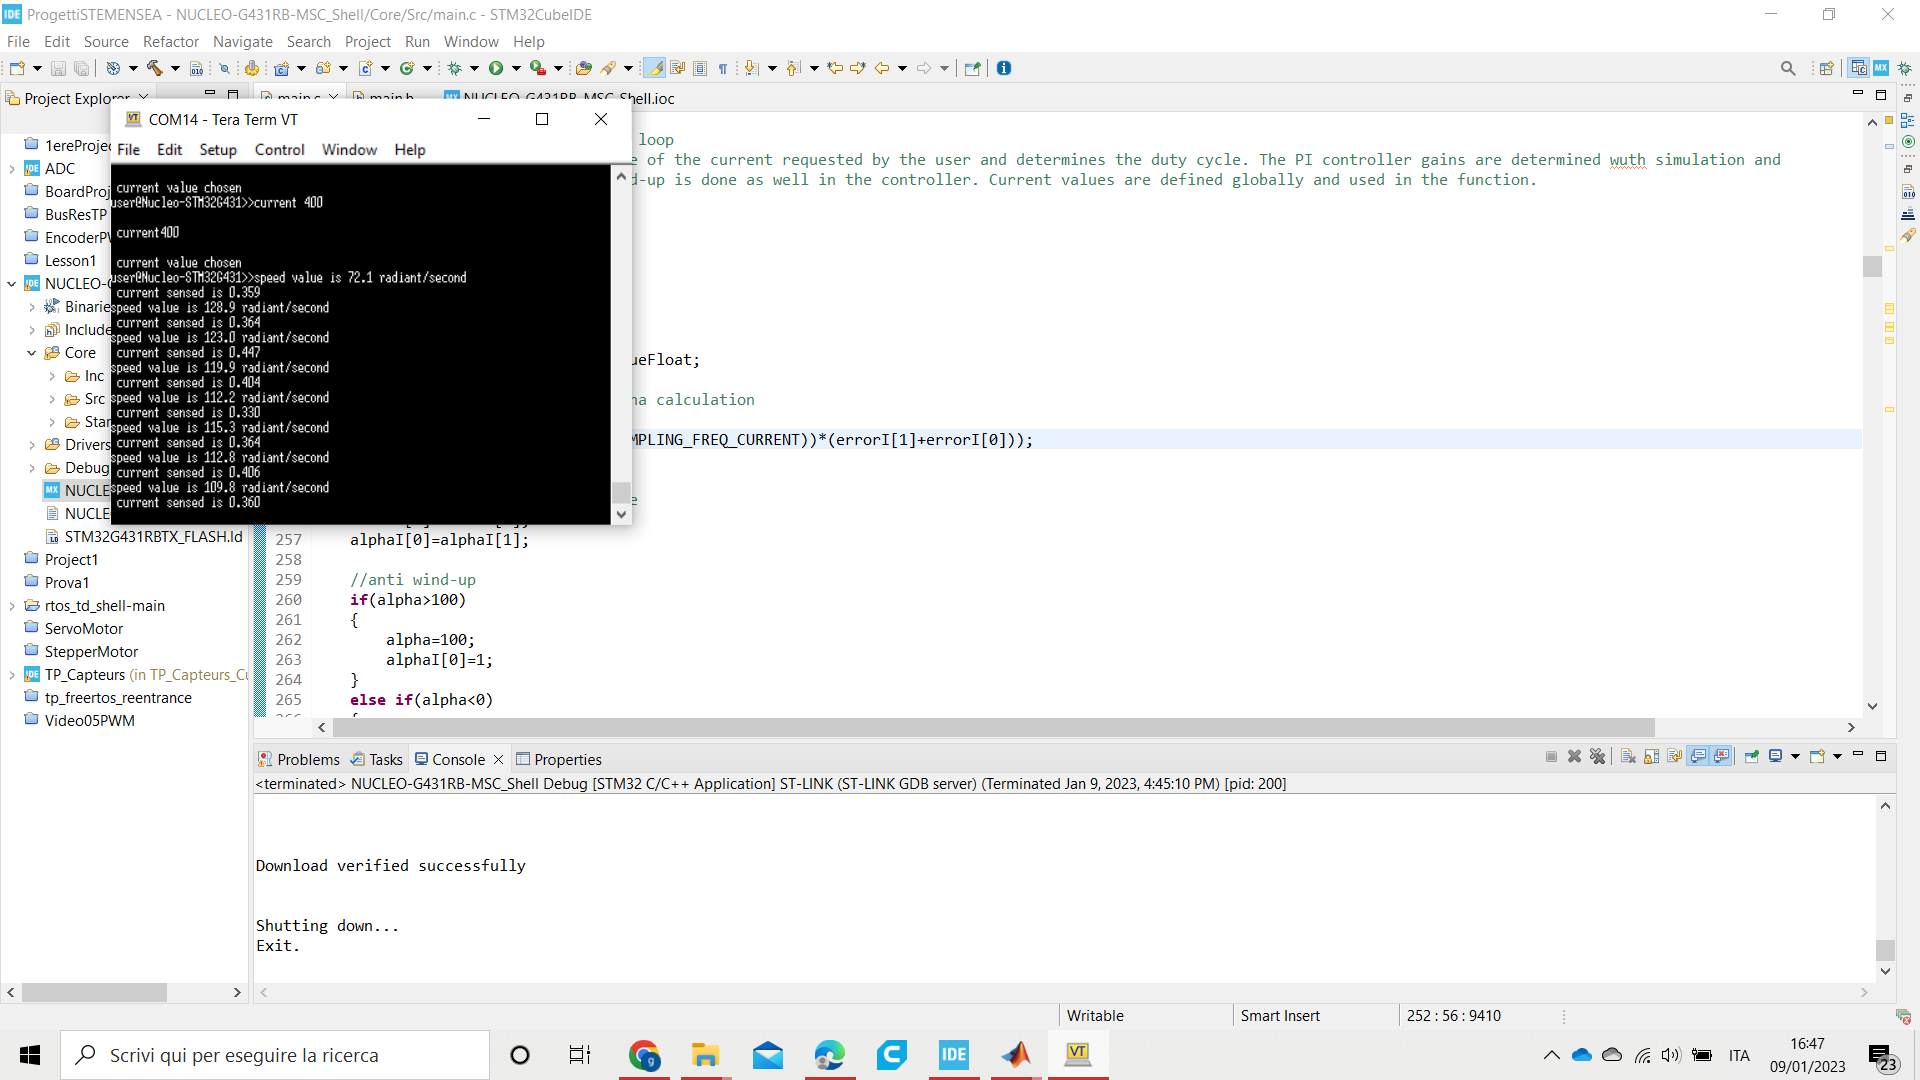 ProgettiSTEMENSEA - NUCLEO-G431RB-MSC_Shell/Core/Src/main.c - STM32CubeIDE
File Edit Source Refactor Navigate Search Project Run Window Help
Project Explorer
main.c main.h NUCLEO-G431RB-MSC_Shell.ioc
COM14 - Tera Term VT
File Edit Setup Control Window Help
current value chosen
user@Nucleo-STM32G431>>current 400
current400
current value chosen
user@Nucleo-STM32G431>>speed value is 72.1 radiant/second
current sensed is 0.359
speed value is 128.9 radiant/second
current sensed is 0.364
speed value is 123.0 radiant/second
current sensed is 0.447
speed value is 119.9 radiant/second
current sensed is 0.404
speed value is 112.2 radiant/second
current sensed is 0.330
speed value is 115.3 radiant/second
current sensed is 0.364
speed value is 112.8 radiant/second
current sensed is 0.406
speed value is 109.8 radiant/second
current sensed is 0.360
1ereProjec
ADC
BoardProj
BusResTP
EncoderPV
Lesson1
NUCLEO-G
Binarie
Include
Core
Inc
Src
Star
Drivers
Debug
NUCLE
NUCLE
STM32G431RBTX_FLASH.ld
Project1
Prova1
rtos_td_shell-main
ServoMotor
StepperMotor
TP_Capteurs (in TP_Capteurs_Cu
tp_freertos_reentrance
Video05PWM
loop
e of the current requested by the user and determines the duty cycle. The PI controller gains are determined wuth simulation and
d-up is done as well in the controller. Current values are defined globally and used in the function.
ueFloat;
na calculation
MPLING_FREQ_CURRENT))*(errorI[1]+errorI[0]));
e
257 alphaI[0]=alphaI[1];
258
259 //anti wind-up
260 if(alpha>100)
261 {
262 alpha=100;
263 alphaI[0]=1;
264 }
265 else if(alpha<0)
266 {
Problems Tasks Console Properties
<terminated> NUCLEO-G431RB-MSC_Shell Debug [STM32 C/C++ Application] ST-LINK (ST-LINK GDB server) (Terminated Jan 9, 2023, 4:45:10 PM) [pid: 200]
Download verified successfully
Shutting down...
Exit.
Writable Smart Insert 252 : 56 : 9410
Scrivi qui per eseguire la ricerca
IDE
VT
ITA
16:47
09/01/2023
23